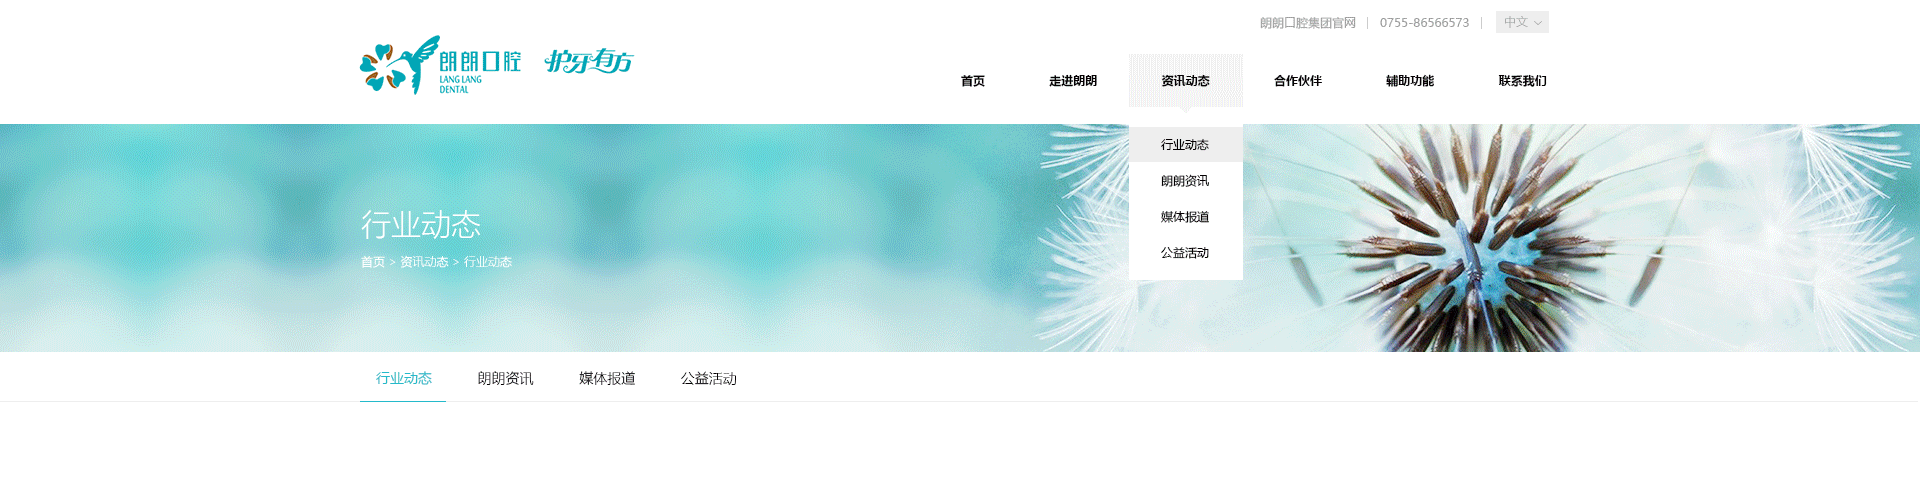 朗朗口腔集团官网 | 0755-86566573 | 中文
朗朗口腔 护牙有方
LANG LANG
DENTAL
首页 走进朗朗 资讯动态 合作伙伴 辅助功能 联系我们
行业动态
朗朗资讯
媒体报道
公益活动
行业动态
首页 > 资讯动态 > 行业动态
行业动态 朗朗资讯 媒体报道 公益活动